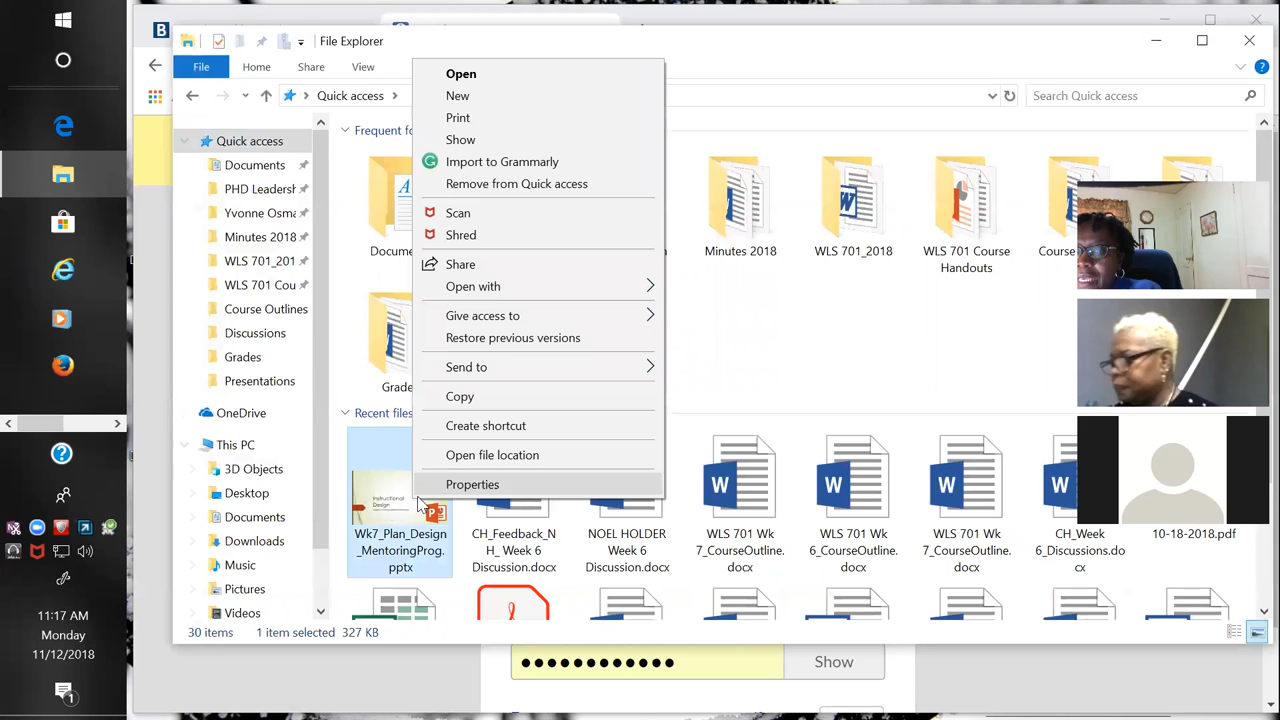 B
File Explorer
File
Home
Share
View
Quick access
Search Quick access
Open
New
Print
Show
Import to Grammarly
Remove from Quick access
Scan
Shred
Share
Open with
Give access to
Restore previous versions
Send to
Copy
Create shortcut
Open file location
Properties
Quick access
Documents
PHD Leadersh
Yvonne Osma
Minutes 2018
WLS 701_201
WLS 701 Cou
Course Outlines
Discussions
Grades
Presentations
OneDrive
This PC
3D Objects
Desktop
Documents
Downloads
Music
Pictures
Videos
Frequent fo
Docume
Minutes 2018
WLS 701_2018
WLS 701 Course
Handouts
Course
Grade
Recent files
Wk7_Plan_Design
_MentoringProg.
pptx
Instructional
Design
CH_Feedback_N
H_ Week 6
Discussion.docx
NOEL HOLDER
Week 6
Discussion.docx
WLS 701 Wk
7_CourseOutline.
docx
WLS 701 Wk
6_CourseOutline.
docx
WLS 701 Wk
7_CourseOutline.
docx
CH_Week
6_Discussions.do
cx
10-18-2018.pdf
30 items
1 item selected 327 KB
Show
11:17 AM
Monday
11/12/2018
1